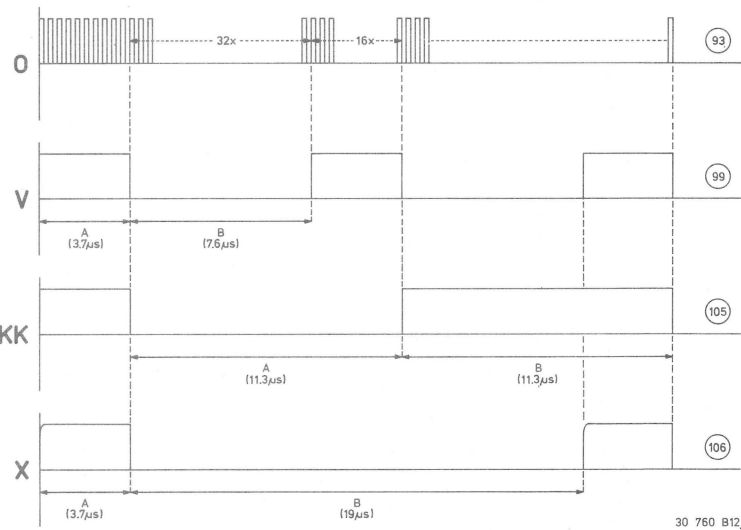 32x
16x
93
O
V
99
A
(3.7µs)
B
(7.6µs)
KK
105
A
(11.3µs)
B
(11.3µs)
X
106
A
(3.7µs)
B
(19µs)
30 760 B12